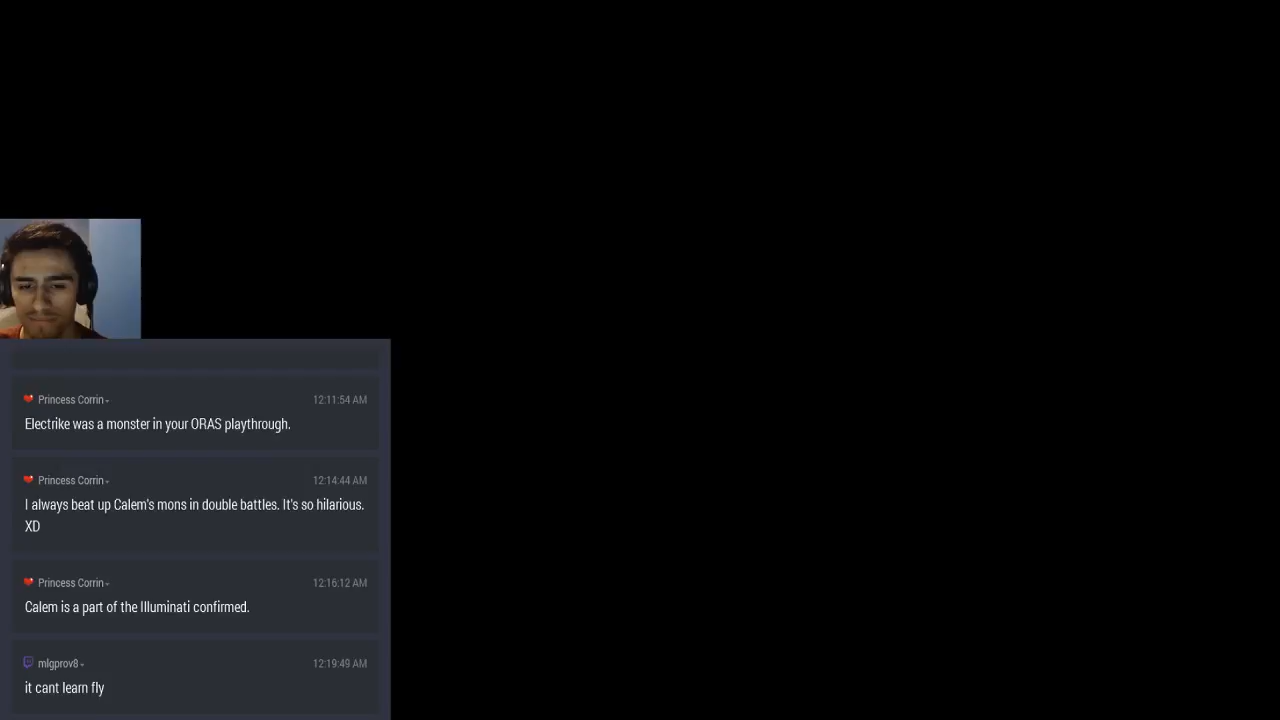 Princess Corrin
12:11:54 AM
Electrike was a monster in your ORAS playthrough.
Princess Corrin
12:14:44 AM
I always beat up Calem's mons in double battles. It's so hilarious.
XD
Princess Corrin
12:16:12 AM
Calem is a part of the Illuminati confirmed.
mlgprov8
12:19:49 AM
it cant learn fly